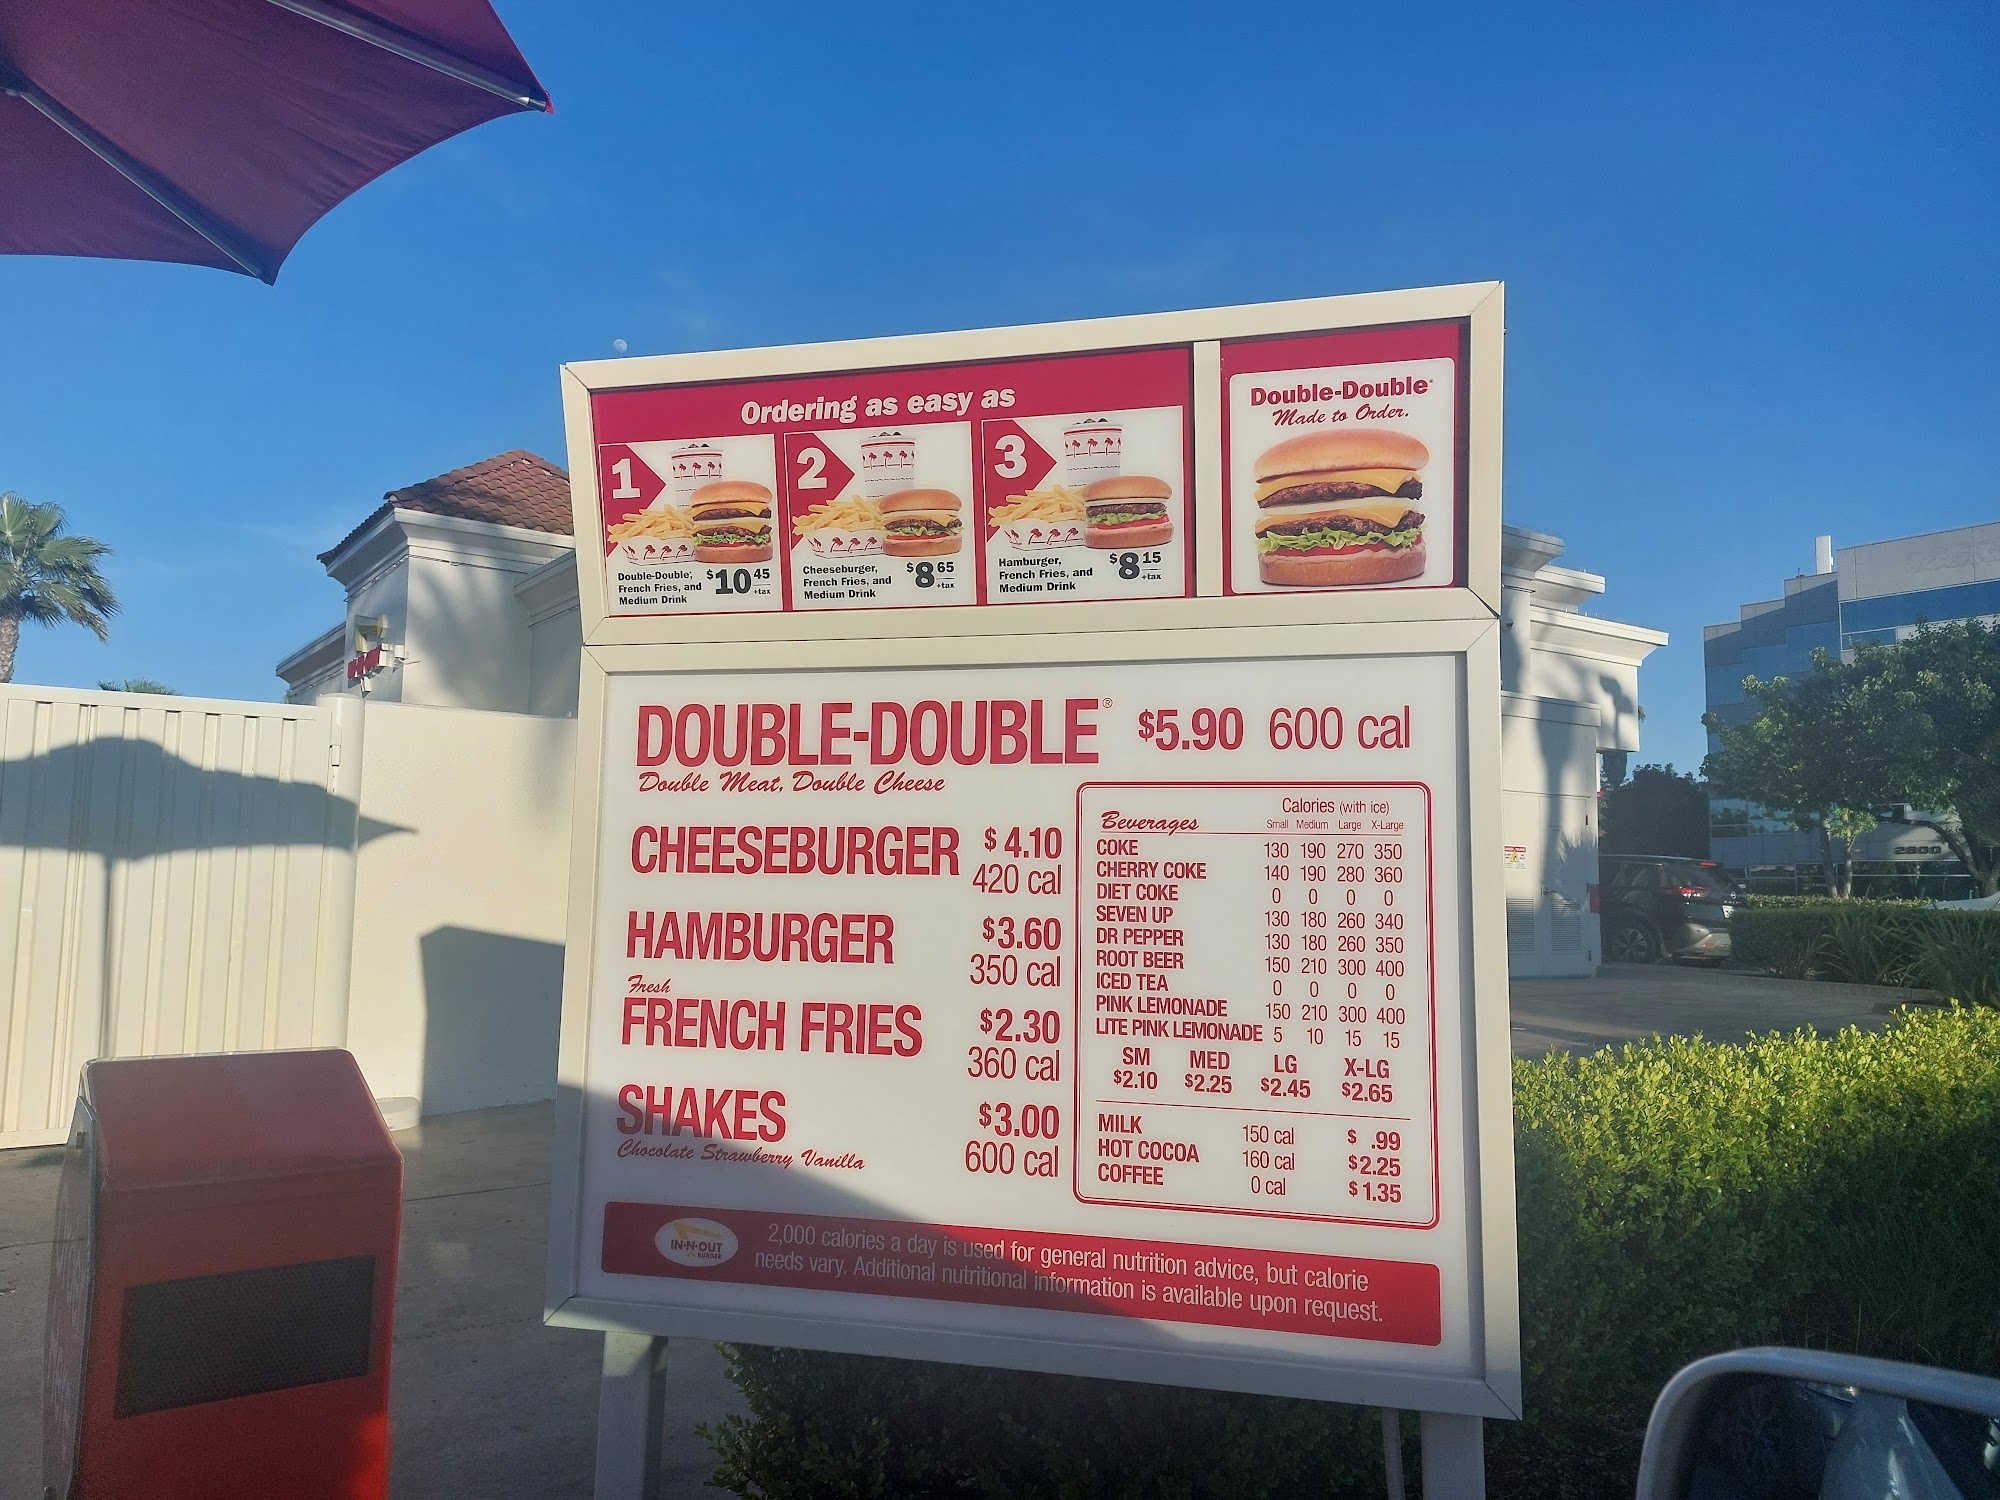 Ordering as easy as
1
Double-Double®,
French Fries, and
Medium Drink
$10 45
+tax
2
Cheeseburger,
French Fries, and
Medium Drink
$8 65
+tax
3
Hamburger,
French Fries, and
Medium Drink
$8 15
+tax
Double-Double®
Made to Order.
DOUBLE-DOUBLE® $5.90 600 cal
Double Meat, Double Cheese
CHEESEBURGER $4.10
420 cal
HAMBURGER $3.60
350 cal
Fresh
FRENCH FRIES $2.30
360 cal
SHAKES $3.00
Chocolate Strawberry Vanilla 600 cal
Calories (with ice)
Beverages Small Medium Large X-Large
COKE 130 190 270 350
CHERRY COKE 140 190 280 360
DIET COKE 0 0 0 0
SEVEN UP 130 180 260 340
DR PEPPER 130 180 260 350
ROOT BEER 150 210 300 400
ICED TEA 0 0 0 0
PINK LEMONADE 150 210 300 400
LITE PINK LEMONADE 5 10 15 15
SM MED LG X-LG
$2.10 $2.25 $2.45 $2.65
MILK 150 cal $ .99
HOT COCOA 160 cal $2.25
COFFEE 0 cal $1.35
IN-N-OUT
BURGER
2,000 calories a day is used for general nutrition advice, but calorie
needs vary. Additional nutritional information is available upon request.
2600